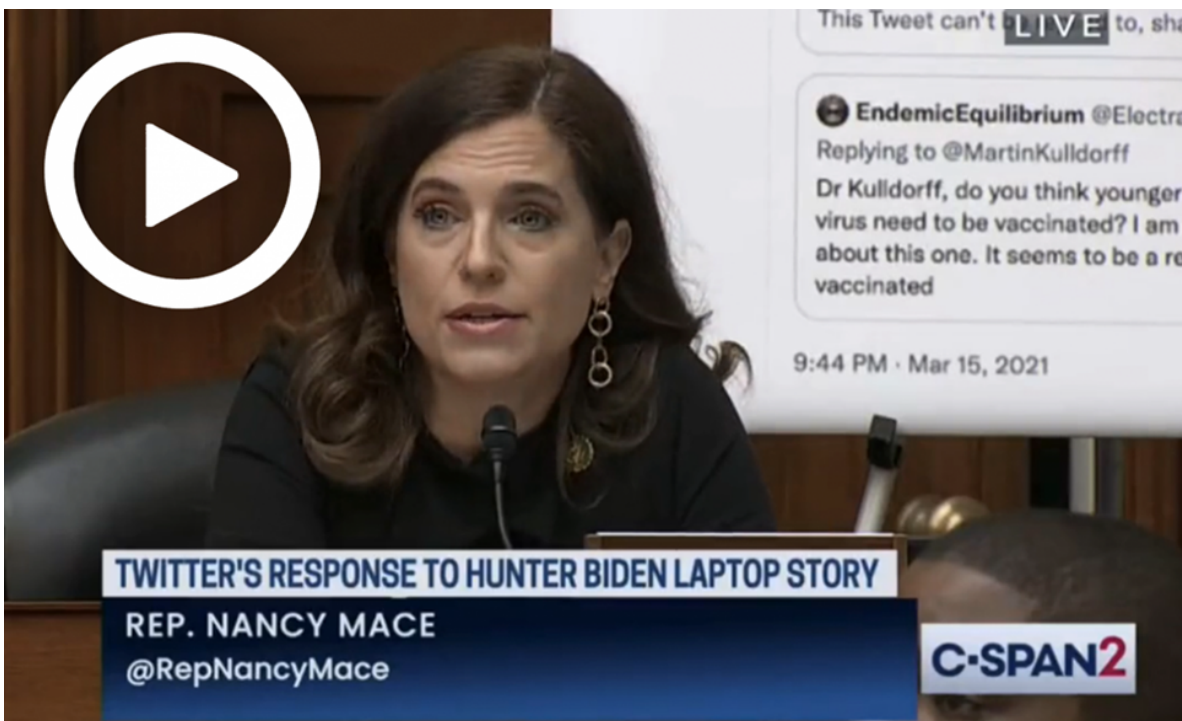 This Tweet can't
LIVE
to,
EndemicEquilibrium
Replying to @MartinKulldorff
Dr Kulldorff, do you think younger
virus need to be vaccinated? I am
about this one. It seems to be a
vaccinated
9:44 PM · Mar 15, 2021
TWITTER'S RESPONSE TO HUNTER BIDEN LAPTOP STORY
REP. NANCY MACE
@RepNancyMace
C-SPAN2